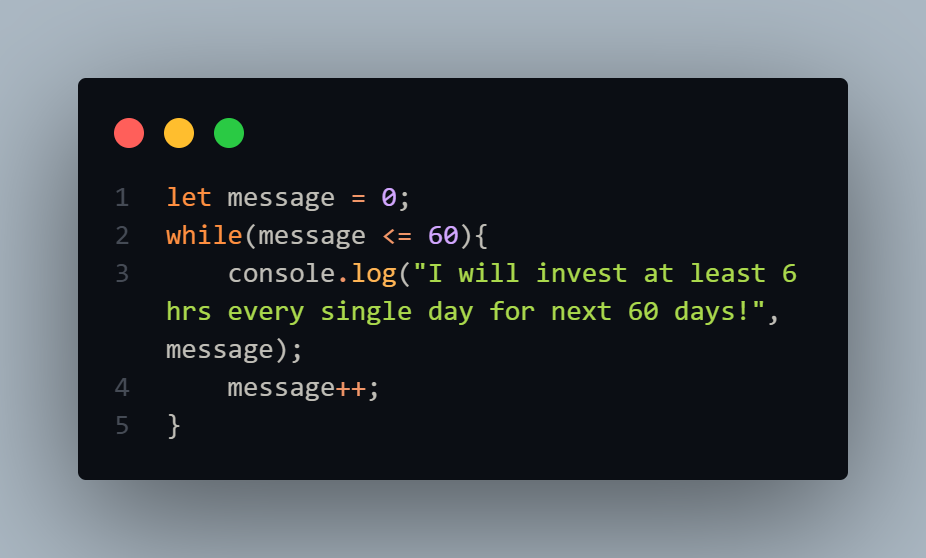 1 let message = 0;
2 while(message <= 60){
3     console.log("I will invest at least 6
hrs every single day for next 60 days!",
message);
4     message++;
5 }